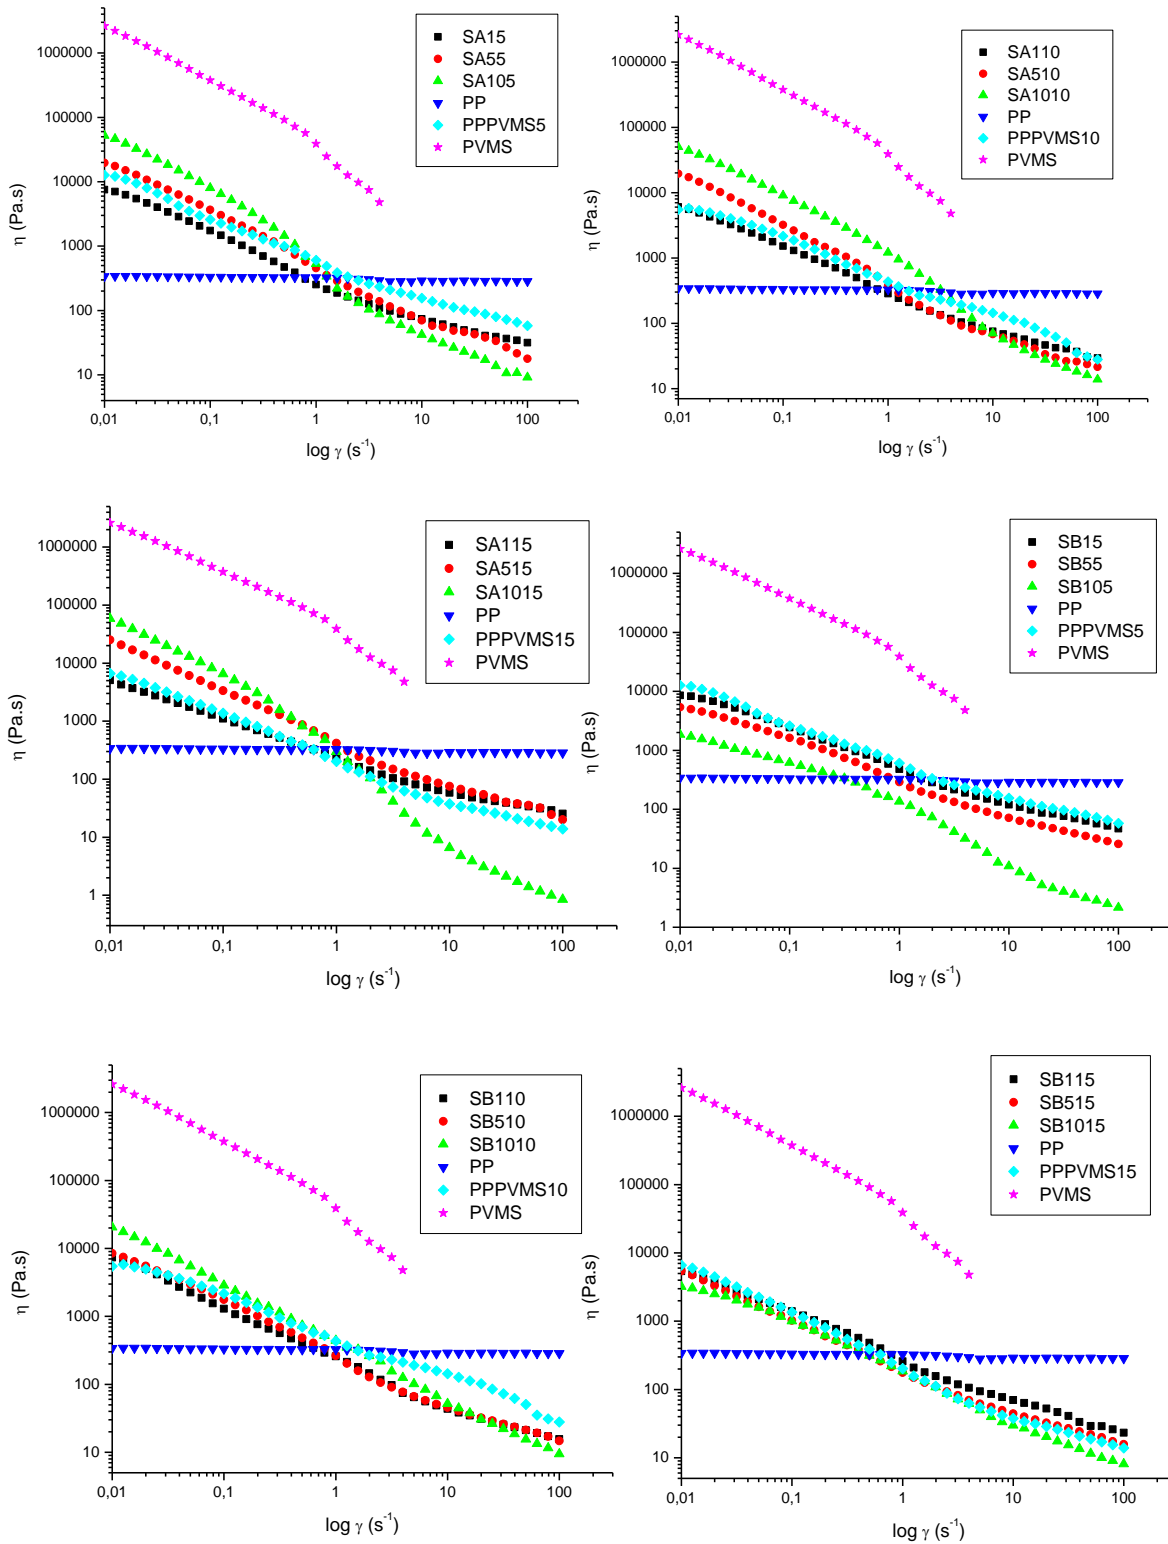 SA15
SA55
SA105
PP
PPPVMS5
PVMS
1000000
100000
10000
1000
100
10
η (Pa.s)
0,01 0,1 1 10 100
log γ (s⁻¹)
SA110
SA510
SA1010
PP
PPPVMS10
PVMS
1000000
100000
10000
1000
100
10
η (Pa.s)
0,01 0,1 1 10 100
log γ (s⁻¹)
SA115
SA515
SA1015
PP
PPPVMS15
PVMS
1000000
100000
10000
1000
100
10
1
η (Pa.s)
0,01 0,1 1 10 100
log γ (s⁻¹)
SB15
SB55
SB105
PP
PPPVMS5
PVMS
1000000
100000
10000
1000
100
10
1
η (Pa.s)
0,01 0,1 1 10 100
log γ (s⁻¹)
SB110
SB510
SB1010
PP
PPPVMS10
PVMS
1000000
100000
10000
1000
100
10
η (Pa.s)
0,01 0,1 1 10 100
log γ (s⁻¹)
SB115
SB515
SB1015
PP
PPPVMS15
PVMS
1000000
100000
10000
1000
100
10
η (Pa.s)
0,01 0,1 1 10 100
log γ (s⁻¹)